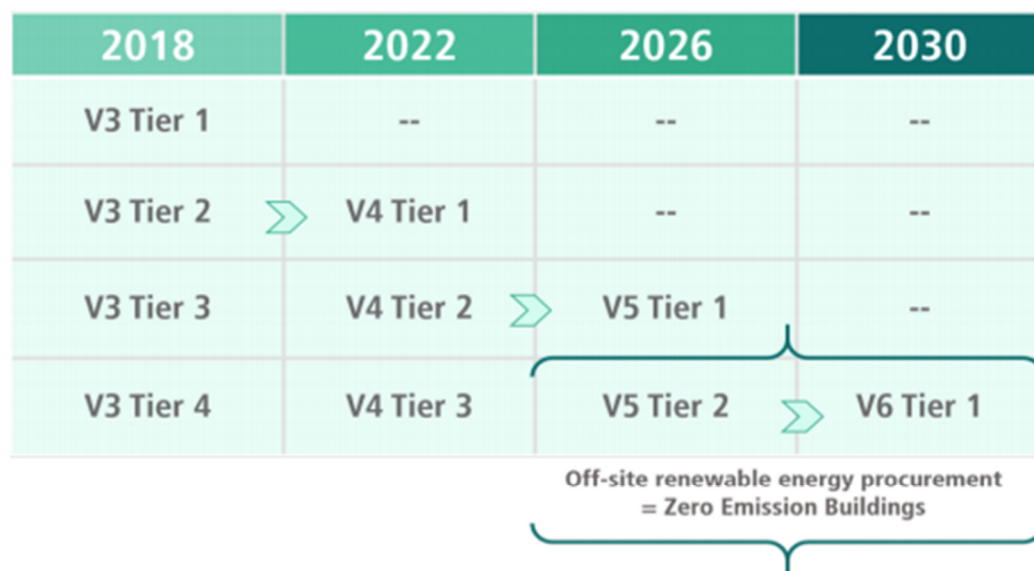 2018 2022 2026 2030
V3 Tier 1 -- -- --
V3 Tier 2 V4 Tier 1 -- --
V3 Tier 3 V4 Tier 2 V5 Tier 1 --
V3 Tier 4 V4 Tier 3 V5 Tier 2 V6 Tier 1
Off-site renewable energy procurement
= Zero Emission Buildings